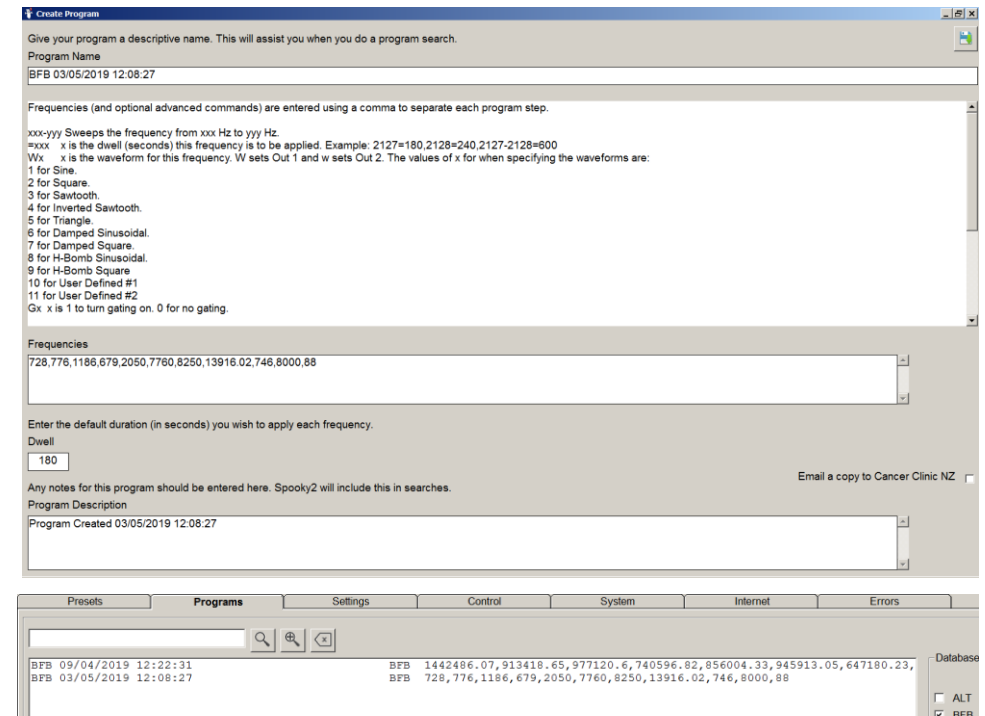 Create Program
Give your program a descriptive name. This will assist you when you do a program search.
Program Name
BFB 03/05/2019 12:08:27
Frequencies (and optional advanced commands) are entered using a comma to separate each program step.
xxx-yyy Sweeps the frequency from xxx Hz to yyy Hz.
=xxx x is the dwell (seconds) this frequency is to be applied. Example: 2127=180,2128=240,2127-2128=600
Wx x is the waveform for this frequency. W sets Out 1 and w sets Out 2. The values of x for when specifying the waveforms are:
1 for Sine.
2 for Square.
3 for Sawtooth.
4 for Inverted Sawtooth.
5 for Triangle.
6 for Damped Sinusoidal.
7 for Damped Square.
8 for H-Bomb Sinusoidal.
9 for H-Bomb Square
10 for User Defined #1
11 for User Defined #2
Gx x is 1 to turn gating on. 0 for no gating.
Frequencies
728,776,1186,679,2050,7760,8250,13916.02,746,8000,88
Enter the default duration (in seconds) you wish to apply each frequency.
Dwell
180
Email a copy to Cancer Clinic NZ
Any notes for this program should be entered here. Spooky2 will include this in searches.
Program Description
Program Created 03/05/2019 12:08:27
Presets Programs Settings Control System Internet Errors
BFB 09/04/2019 12:22:31 BFB 1442486.07,913418.65,977120.6,740596.82,856004.33,945913.05,647180.23,
BFB 03/05/2019 12:08:27 BFB 728,776,1186,679,2050,7760,8250,13916.02,746,8000,88
Database
ALT
BFB